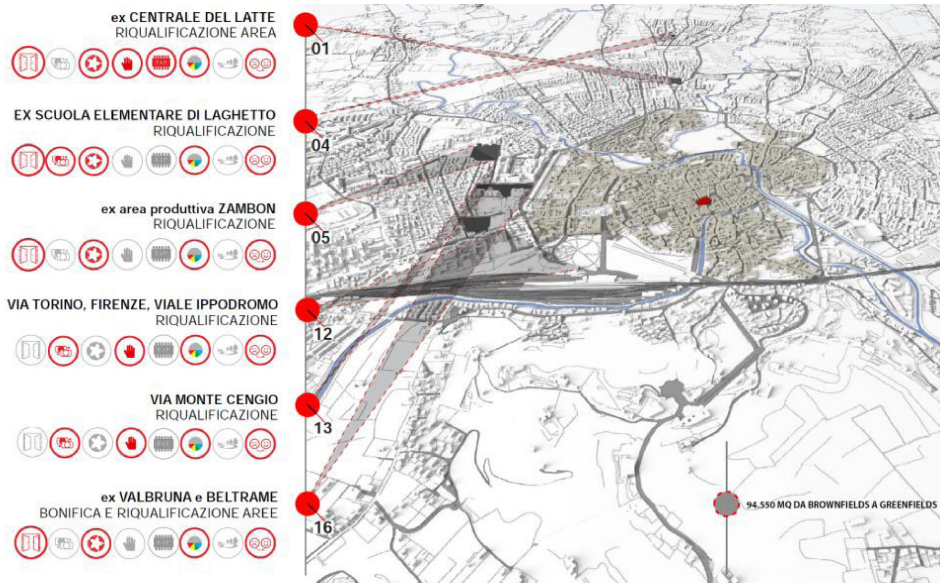 ex CENTRALE DEL LATTE
RIQUALIFICAZIONE AREA
01
EX SCUOLA ELEMENTARE DI LAGHETTO
RIQUALIFICAZIONE
04
ex area produttiva ZAMBON
RIQUALIFICAZIONE
05
VIA TORINO, FIRENZE, VIALE IPPODROMO
RIQUALIFICAZIONE
12
VIA MONTE CENGIO
RIQUALIFICAZIONE
13
ex VALBRUNA e BELTRAME
BONIFICA E RIQUALIFICAZIONE AREE
16
94.550 MQ DA BROWNFIELDS A GREENFIELDS